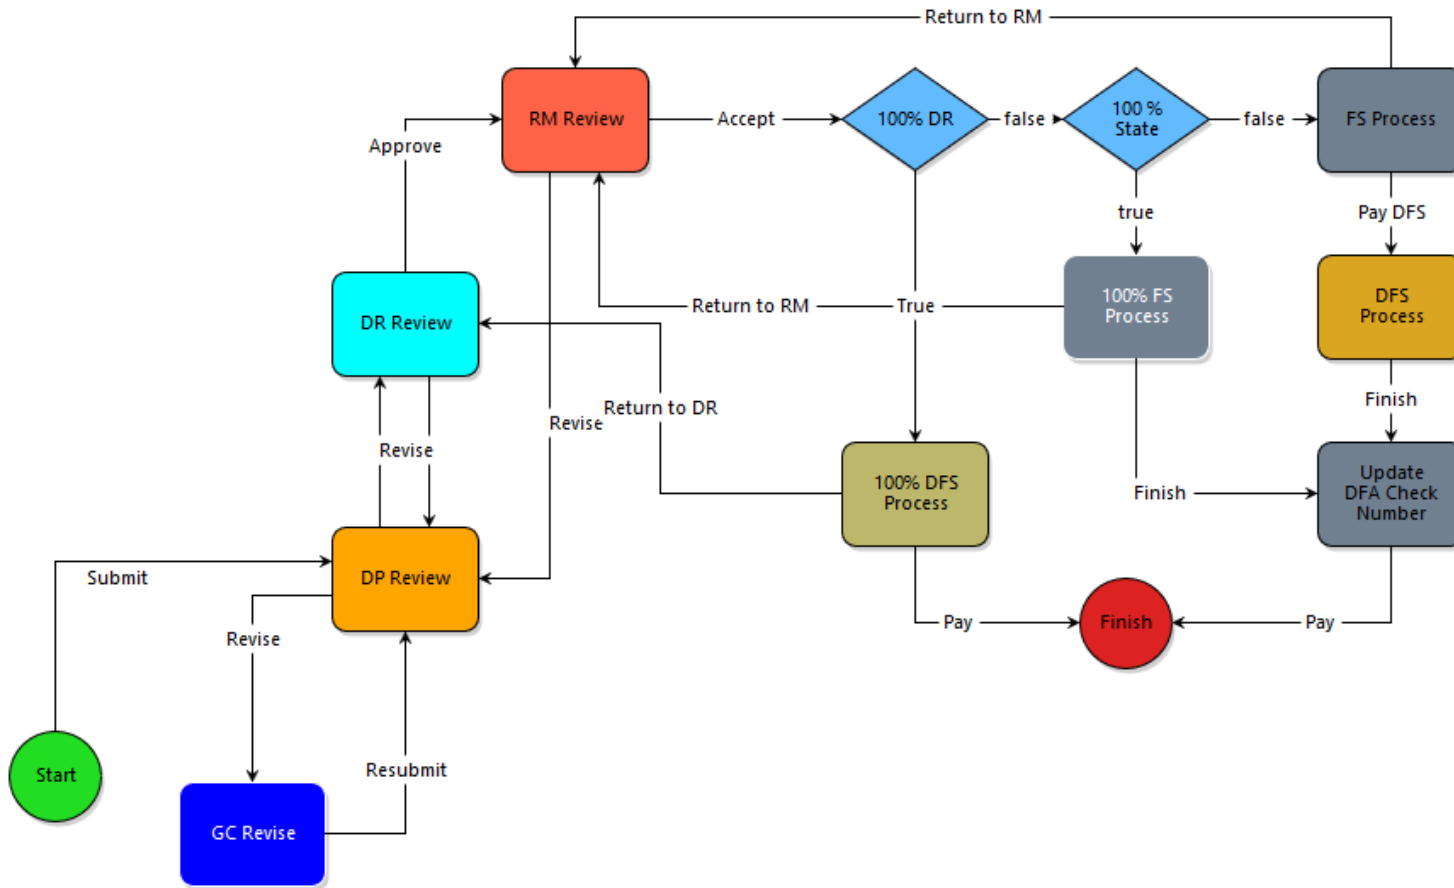 Return to RM
RM Review
Accept
100% DR
false
100 %
State
false
FS Process
Approve
true
Pay DFS
DR Review
Return to RM
True
100% FS
Process
DFS
Process
Return to DR
Revise
Finish
Revise
100% DFS
Process
Finish
Update
DFA Check
Number
Submit
DP Review
Revise
Pay
Finish
Pay
Start
Resubmit
GC Revise